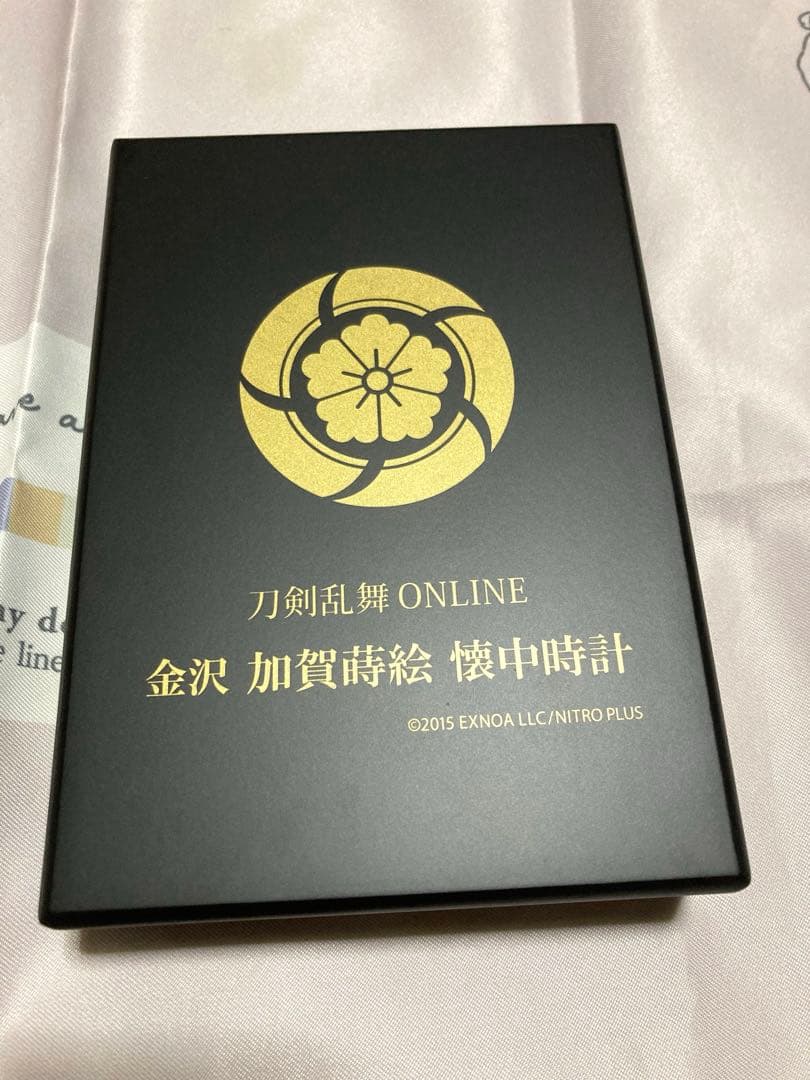 刀剣乱舞 ONLINE
金沢 加賀蒔絵 懐中時計
©2015 EXNOA LLC/NITRO PLUS
e a
e line